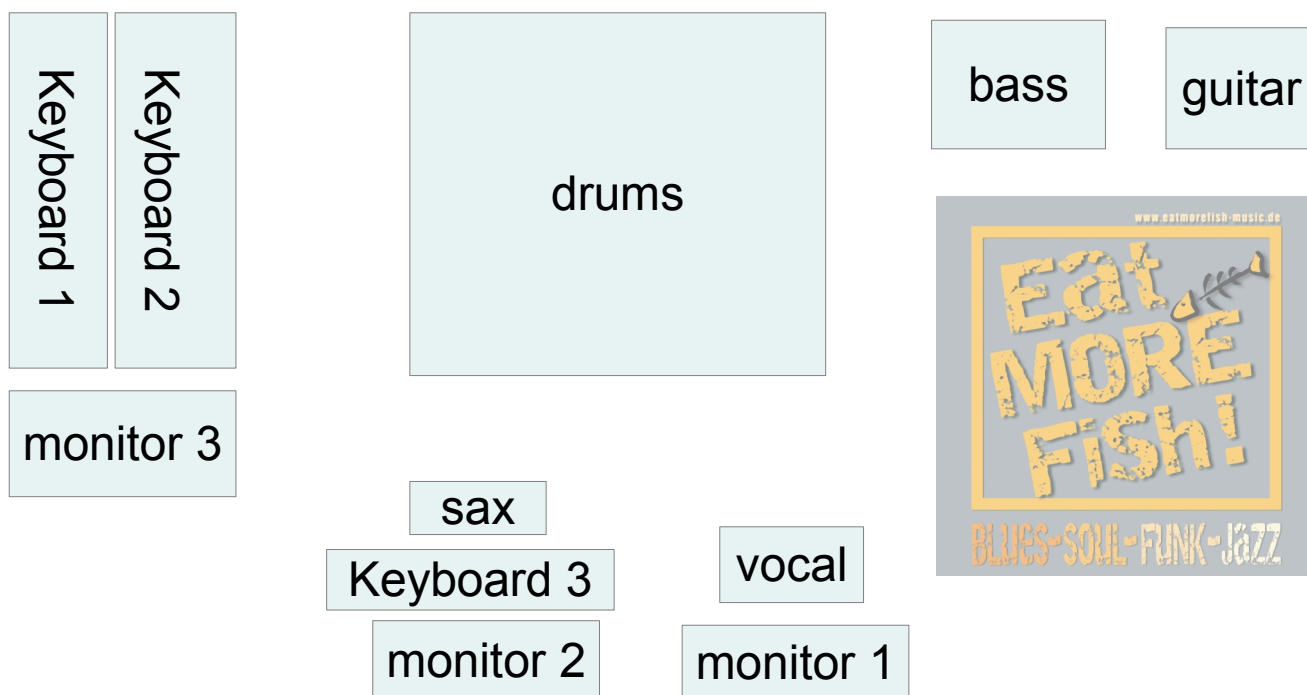 Keyboard 1
Keyboard 2
drums
bass
guitar
www.eatmorefish-music.de
Eat
MORE
Fish!
BLUES-SOUL-FUNK-JAZZ
monitor 3
sax
Keyboard 3
vocal
monitor 2
monitor 1